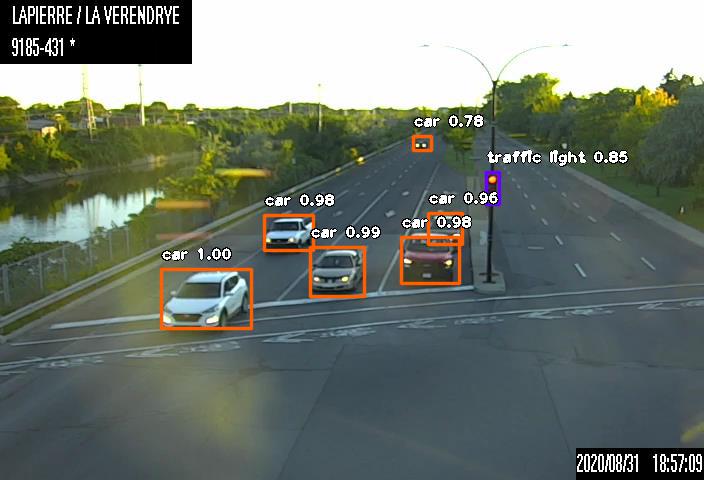 LAPIERRE / LA VERENDRYE
9185-431 *
car 0.78
traffic light 0.85
car 0.98
car 0.96
car 0.98
car 0.99
car 1.00
2020/08/31 18:57:09